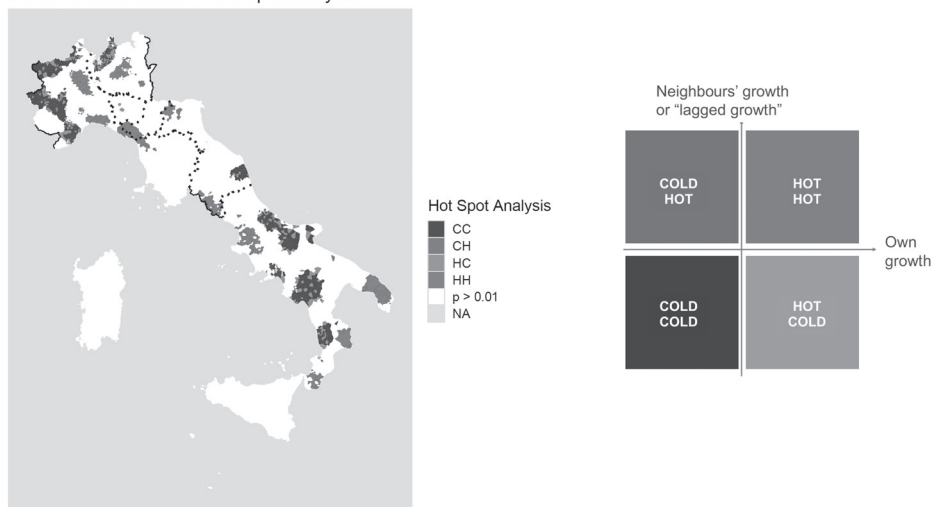 Hot Spot Analysis
CC
CH
HC
HH
p > 0.01
NA
Neighbours' growth
or "lagged growth"
COLD
HOT
HOT
HOT
Own
growth
COLD
COLD
HOT
COLD